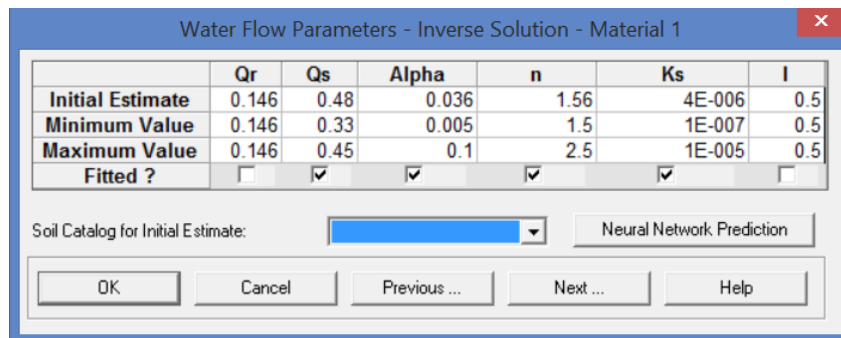 Water Flow Parameters - Inverse Solution - Material 1
x
Qr Qs Alpha n Ks l
Initial Estimate 0.146 0.48 0.036 1.56 4E-006 0.5
Minimum Value 0.146 0.33 0.005 1.5 1E-007 0.5
Maximum Value 0.146 0.45 0.1 2.5 1E-005 0.5
Fitted ?
Soil Catalog for Initial Estimate: Neural Network Prediction
OK Cancel Previous ... Next ... Help